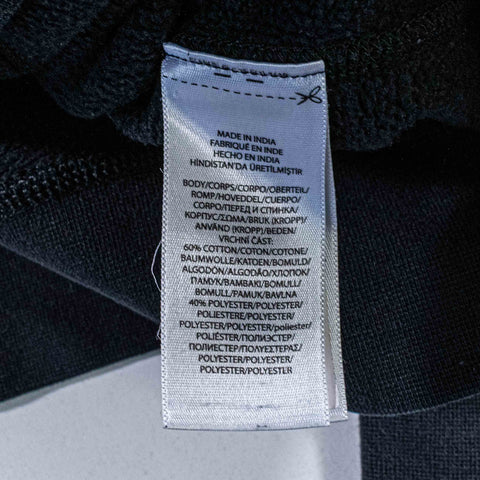 MADE IN INDIA
FABRIQUÉ EN INDE
HECHO EN INDIA
HİNDİSTAN'DA ÜRETİLMİŞTİR
BODY/CORPS/CORPO/OBERTEIL/
ROMP/HOVEDDEL/CUERPO/
CORPO/ПЕРЕД И СПИНКА/
КОРПУС/ΣΩΜΑ/BRUK (KROPP)/
ANVÄND (KROPP)/BEDEN/
VRCHNÍ ČÁST:
60% COTTON/COTON/COTONE/
BAUMWOLLE/KATOEN/BOMULD/
ALGODÓN/ALGODÃO/ХЛОПОК/
ПАМУК/ΒΑΜΒΑΚΙ/BOMULL/
BOMULL/PAMUK/BAVLNA
40% POLYESTER/POLYESTER/
POLIESTERE/POLYESTER/
POLYESTER/POLYESTER/poliester/
POLIÉSTER/ПОЛИЭСТЕР/
ПОЛИЕСТЕР/ΠΟΛΥΕΣΤΕΡΑΣ/
POLYESTER/POLYESTER/
POLYESTER/POLYESTER